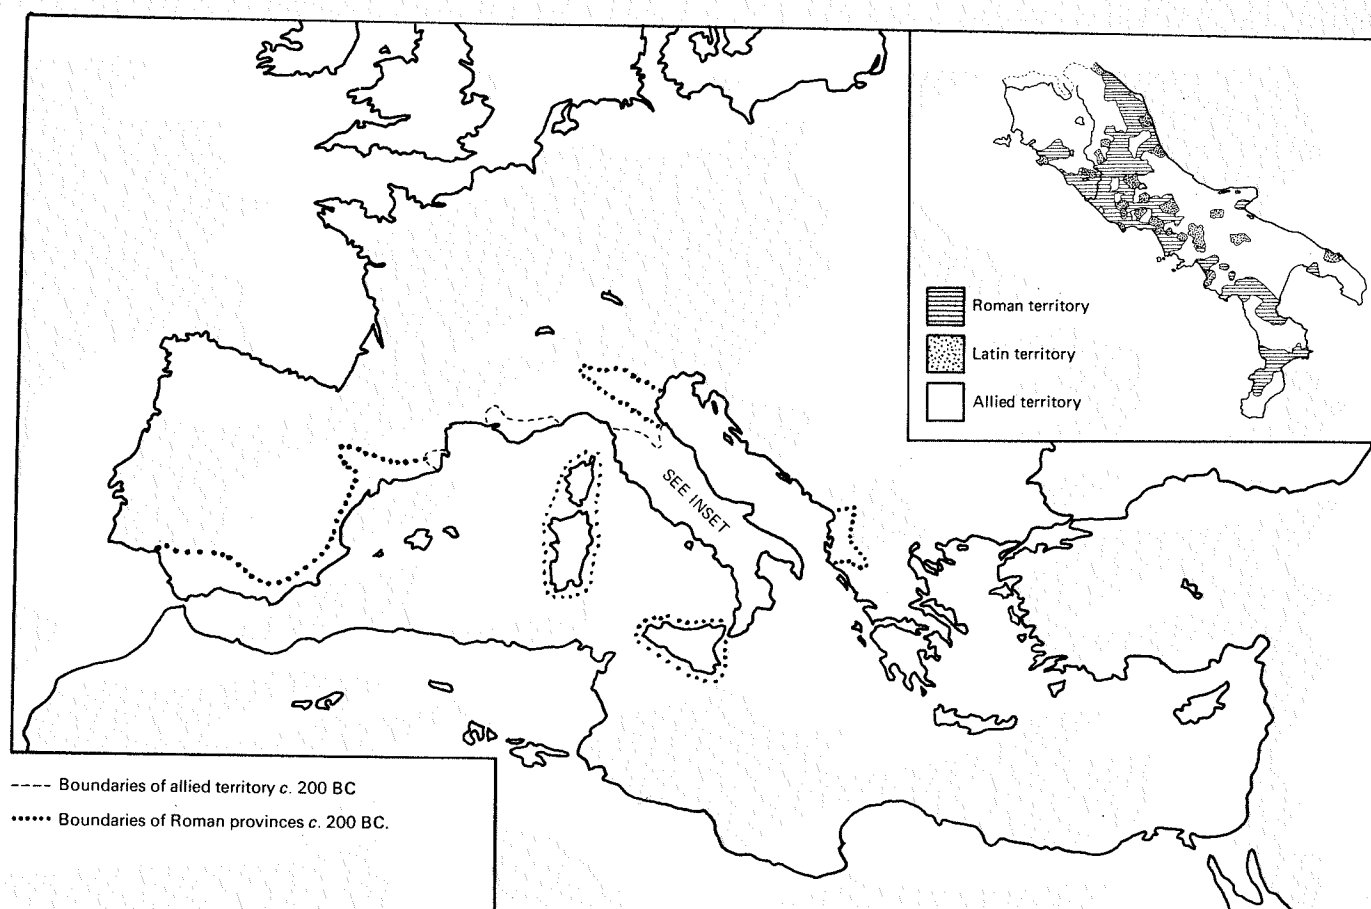 Roman territory
Latin territory
Allied territory
SEE INSET
---- Boundaries of allied territory c. 200 BC
•••••• Boundaries of Roman provinces c. 200 BC.